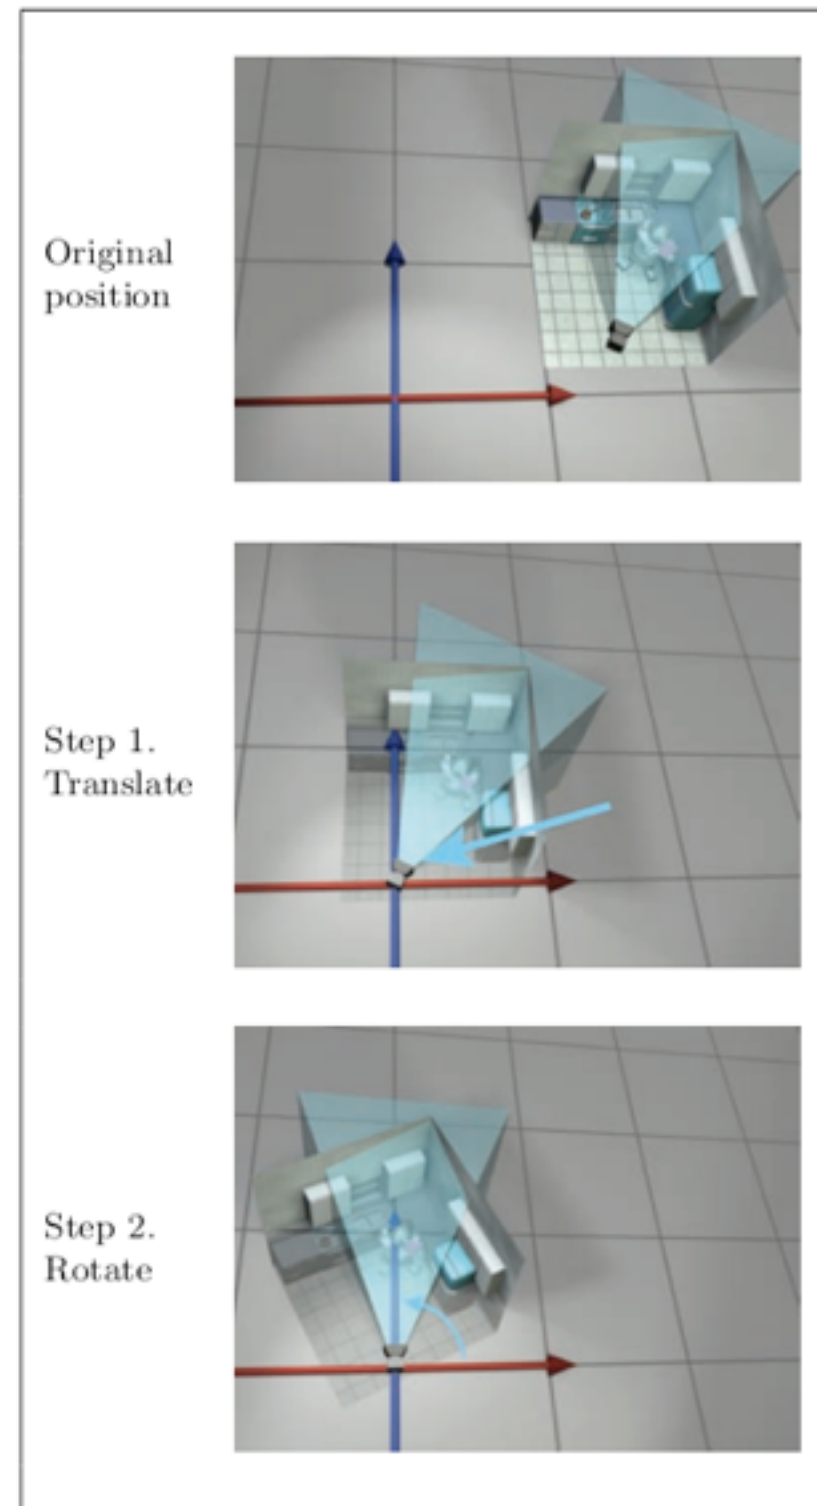 Original
position
Step 1.
Translate
Step 2.
Rotate